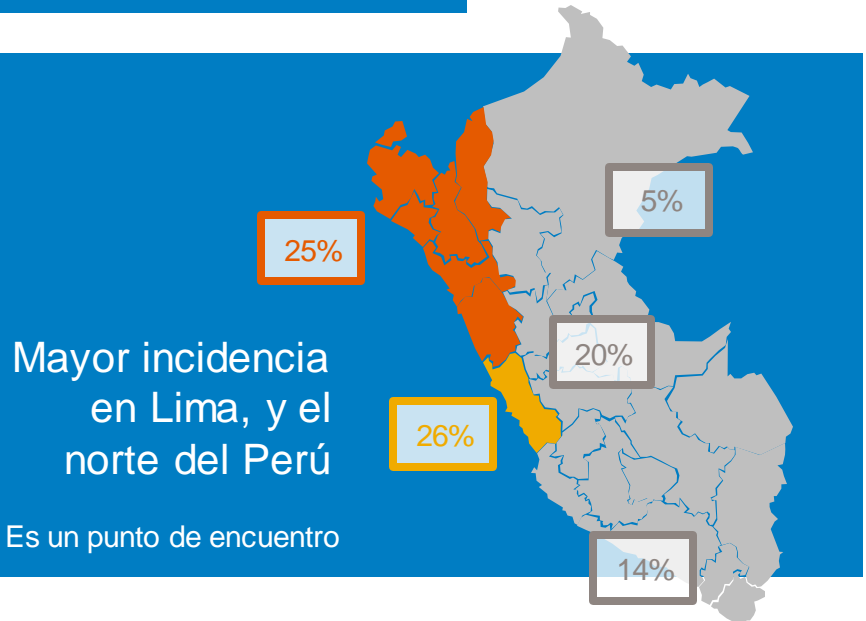 5%
25%
20%
Mayor incidencia
en Lima, y el
norte del Perú
26%
Es un punto de encuentro
14%